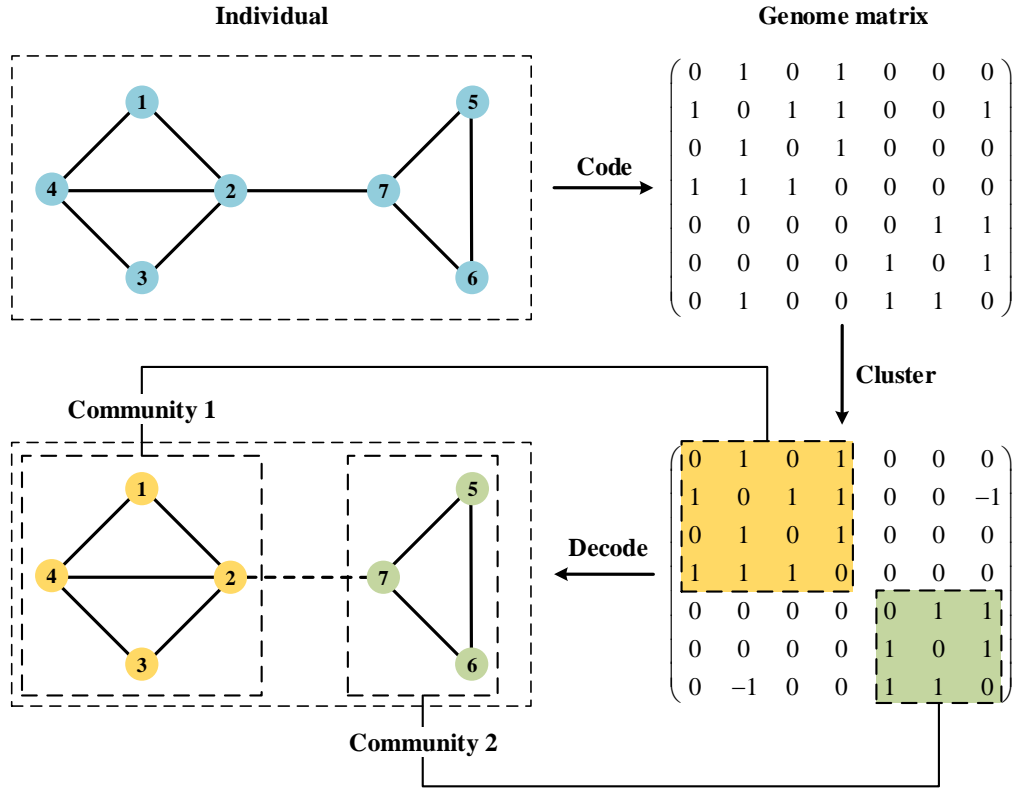 Individual
Genome matrix
1
5
4
2
7
3
6
Code
0 1 0 1 0 0 0
1 0 1 1 0 0 1
0 1 0 1 0 0 0
1 1 1 0 0 0 0
0 0 0 0 0 1 1
0 0 0 0 1 0 1
0 1 0 0 1 1 0
Cluster
Community 1
1
5
4
2
7
3
6
Decode
0 1 0 1 0 0 0
1 0 1 1 0 0 −1
0 1 0 1 0 0 0
1 1 1 0 0 0 0
0 0 0 0 0 1 1
0 0 0 0 1 0 1
0 −1 0 0 1 1 0
Community 2